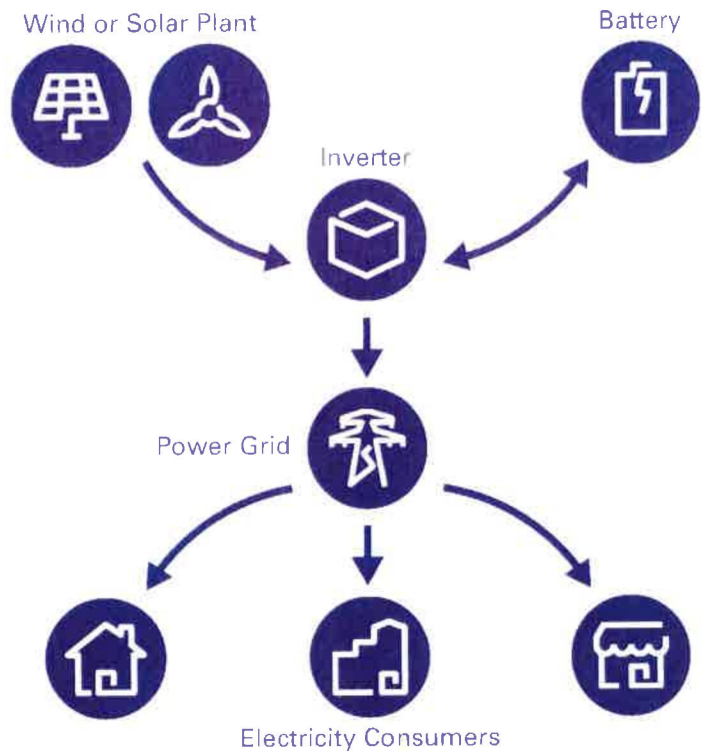 Wind or Solar Plant
Battery
Inverter
Power Grid
Electricity Consumers